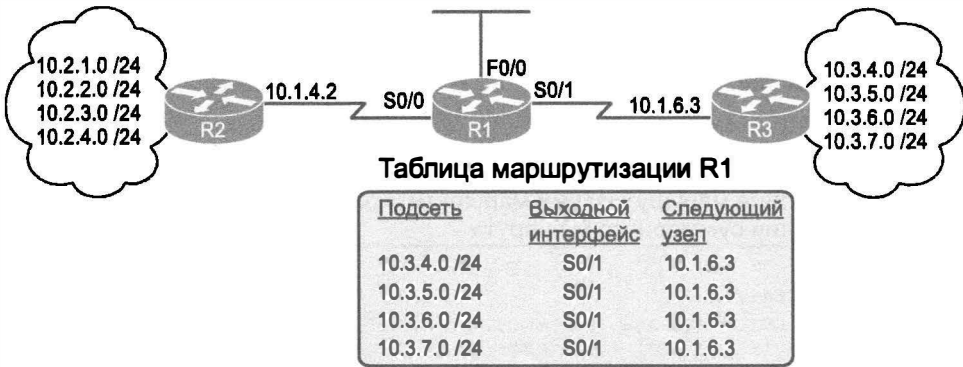 10.2.1.0 /24
10.2.2.0 /24
10.2.3.0 /24
10.2.4.0 /24
R2
10.1.4.2
S0/0
F0/0
R1
S0/1
10.1.6.3
R3
10.3.4.0 /24
10.3.5.0 /24
10.3.6.0 /24
10.3.7.0 /24
Таблица маршрутизации R1
Подсеть Выходной интерфейс Следующий узел
10.3.4.0 /24 S0/1 10.1.6.3
10.3.5.0 /24 S0/1 10.1.6.3
10.3.6.0 /24 S0/1 10.1.6.3
10.3.7.0 /24 S0/1 10.1.6.3